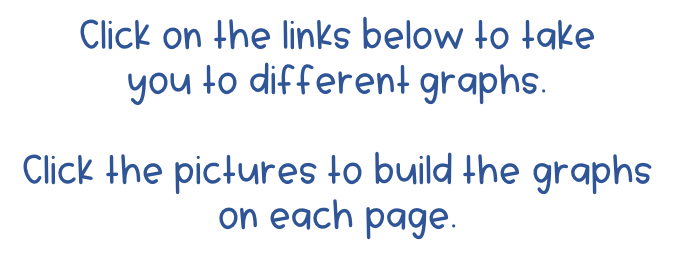 Click on the links below to take
you to different graphs.
Click the pictures to build the graphs
on each page.